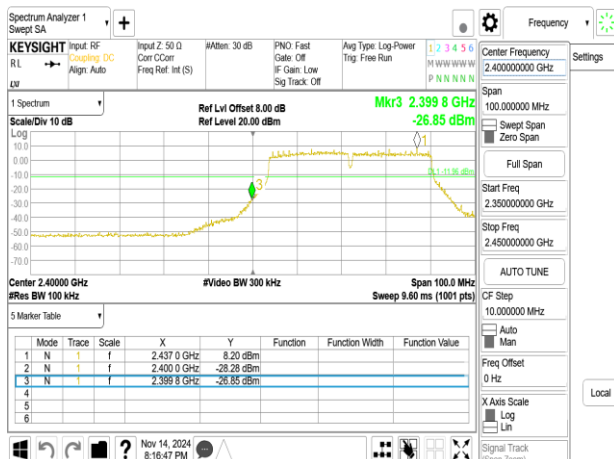 Spectrum Analyzer 1
Swept SA
+
Frequency
KEYSIGHT
RL
Input: RF
Coupling: DC
Align: Auto
Input Z: 50 Ω
Corr CCorr
Freq Ref: Int (S)
#Atten: 30 dB
PNO: Fast
Gate: Off
IF Gain: Low
Sig Track: Off
Avg Type: Log-Power
Trig: Free Run
1 2 3 4 5 6
M W W W W W
P N N N N N
Center Frequency
2.40000000 GHz
Settings
Span
100.000000 MHz
Swept Span
Zero Span
Full Span
Start Freq
2.350000000 GHz
Stop Freq
2.450000000 GHz
AUTO TUNE
CF Step
10.000000 MHz
Auto
Man
Freq Offset
0 Hz
X Axis Scale
Log
Lin
Signal Track
Local
1 Spectrum
Scale/Div 10 dB
Ref Lvl Offset 8.00 dB
Ref Level 20.00 dBm
Mkr3 2.399 8 GHz
-26.85 dBm
Log
10.0
0.00
-10.0
-20.0
-30.0
-40.0
-50.0
-60.0
-70.0
1
3
DL1 -11.96 dBm
Center 2.40000 GHz
#Res BW 100 kHz
#Video BW 300 kHz
Span 100.0 MHz
Sweep 9.60 ms (1001 pts)
5 Marker Table
Mode Trace Scale X Y Function Function Width Function Value
1 N 1 f 2.437 0 GHz 8.20 dBm
2 N 1 f 2.400 0 GHz -28.28 dBm
3 N 1 f 2.399 8 GHz -26.85 dBm
4
5
6
?
Nov 14, 2024
8:16:47 PM